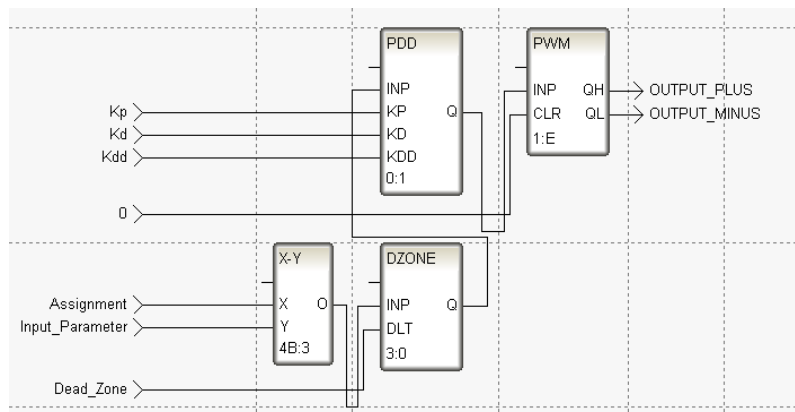 PDD
PWM
INP
INP
QH
OUTPUT_PLUS
Kp
KP
Q
CLR
QL
OUTPUT_MINUS
Kd
KD
1:E
Kdd
KDD
0:1
0
X-Y
DZONE
Assignment
X
O
INP
Q
Input_Parameter
Y
DLT
4B:3
3:0
Dead_Zone